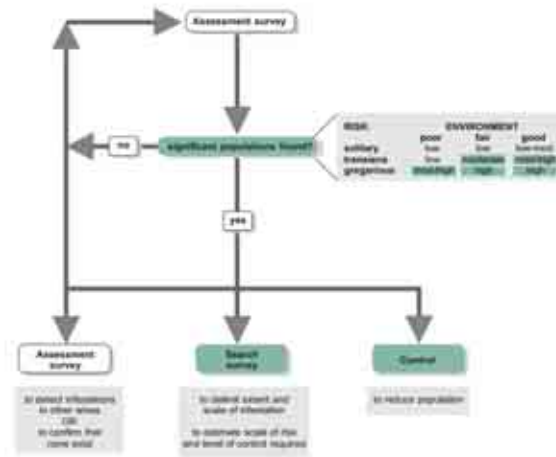 Assessment survey
significant populations found?
no
yes
RISK ENVIRONMENT
poor fair good
solitary low low low-mod
transiens low moderate mod/high
gregarious mod/high high high
Assessment
survey
to detect infestations
in other areas
OR
to confirm that
none exist
Search
survey
to delimit extent and
scale of infestation
to estimate scale of risk
and level of control required
Control
to reduce population